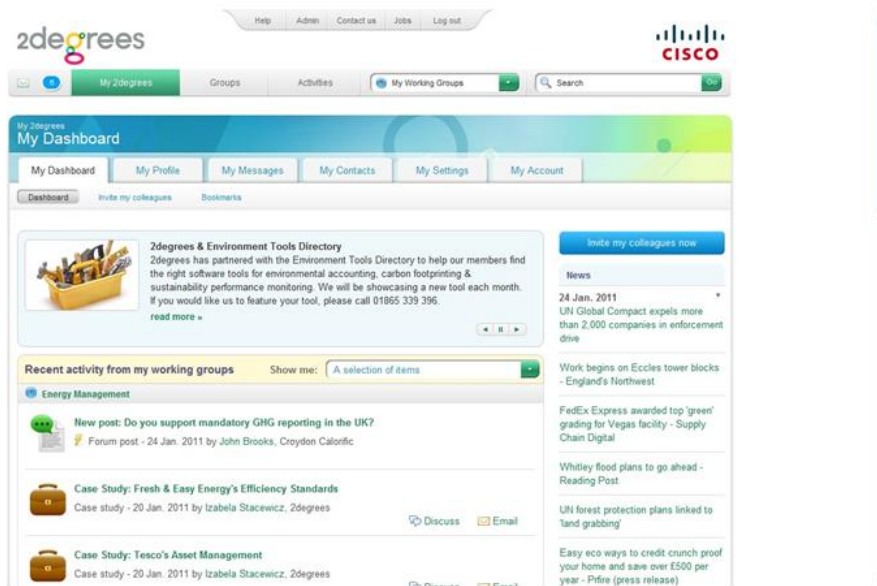 Help Admin Contact us Jobs Log out
2degrees
CISCO
6 My 2degrees Groups Activities My Working Groups Search Go
My 2degrees
My Dashboard
My Dashboard My Profile My Messages My Contacts My Settings My Account
Dashboard Invite my colleagues Bookmarks
2degrees & Environment Tools Directory
2degrees has partnered with the Environment Tools Directory to help our members find
the right software tools for environmental accounting, carbon footprinting &
sustainability performance monitoring. We will be showcasing a new tool each month.
If you would like us to feature your tool, please call 01865 339 396.
read more »
Recent activity from my working groups Show me: A selection of items
Energy Management
New post: Do you support mandatory GHG reporting in the UK?
Forum post - 24 Jan. 2011 by John Brooks, Croydon Calorific
Case Study: Fresh & Easy Energy's Efficiency Standards
Case study - 20 Jan. 2011 by Izabela Stacewicz, 2degrees
Discuss Email
Case Study: Tesco's Asset Management
Case study - 20 Jan. 2011 by Izabela Stacewicz, 2degrees
Discuss Email
Invite my colleagues now
News
24 Jan. 2011
UN Global Compact expels more
than 2,000 companies in enforcement
drive
Work begins on Eccles tower blocks
- England's Northwest
FedEx Express awarded top 'green'
grading for Vegas facility - Supply
Chain Digital
Whitley flood plans to go ahead -
Reading Post
UN forest protection plans linked to
'land grabbing'
Easy eco ways to credit crunch proof
your home and save over £500 per
year - Prfire (press release)